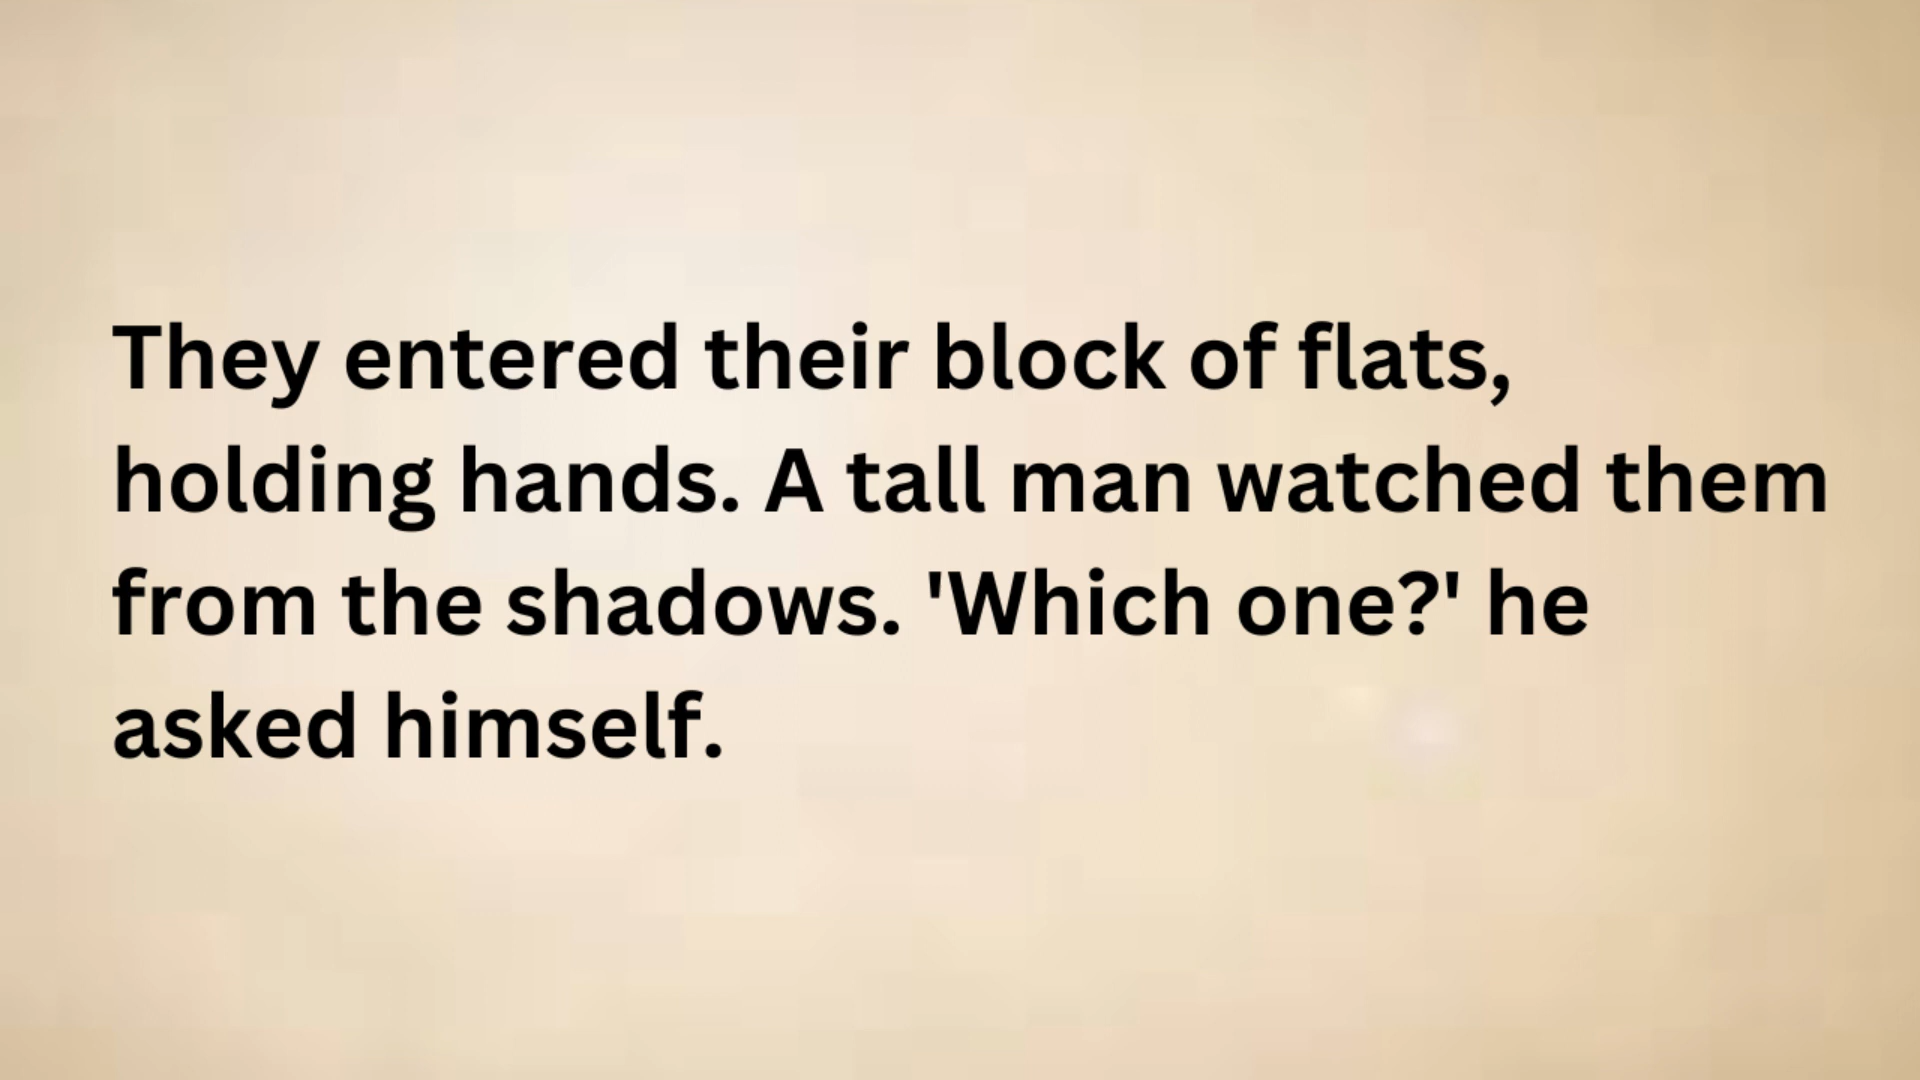 They entered their block of flats,
holding hands. A tall man watched them
from the shadows. 'Which one?' he
asked himself.